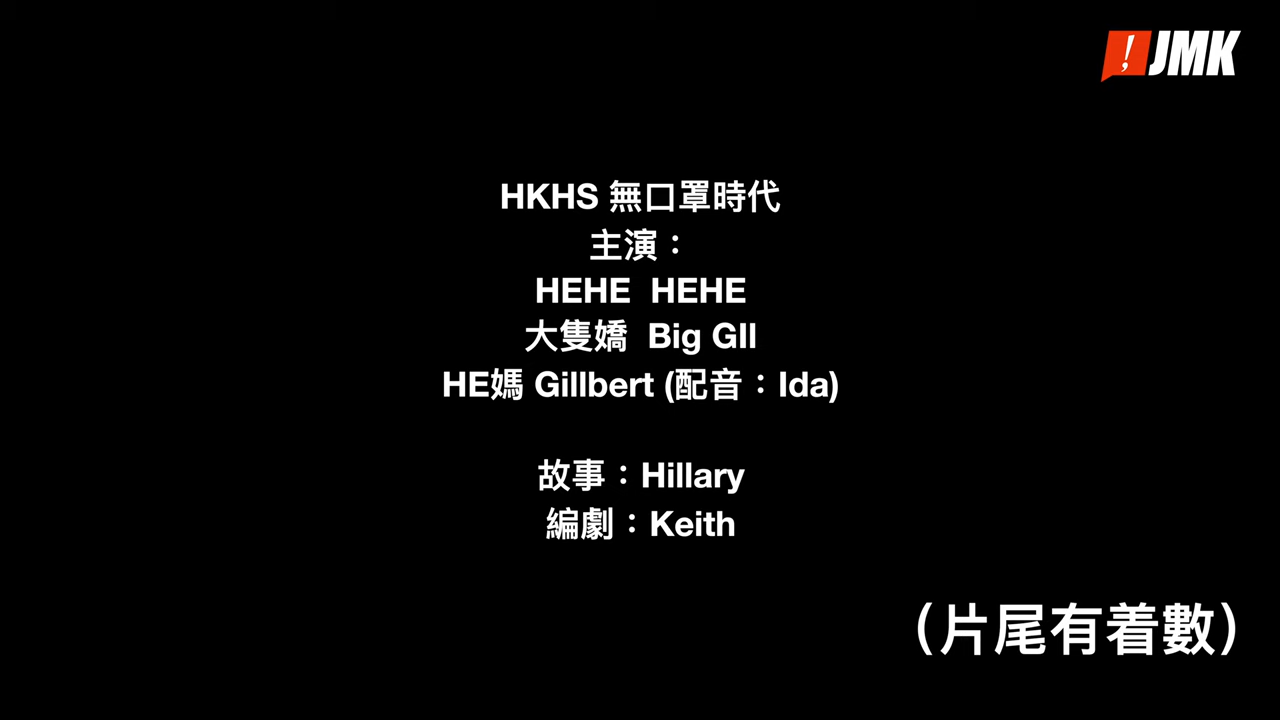 !JMK
HKHS 無口罩時代
主演：
HEHE HEHE
大隻嬌 Big GIl
HE媽 Gillbert (配音：Ida)
故事：Hillary
編劇：Keith
（片尾有着數）